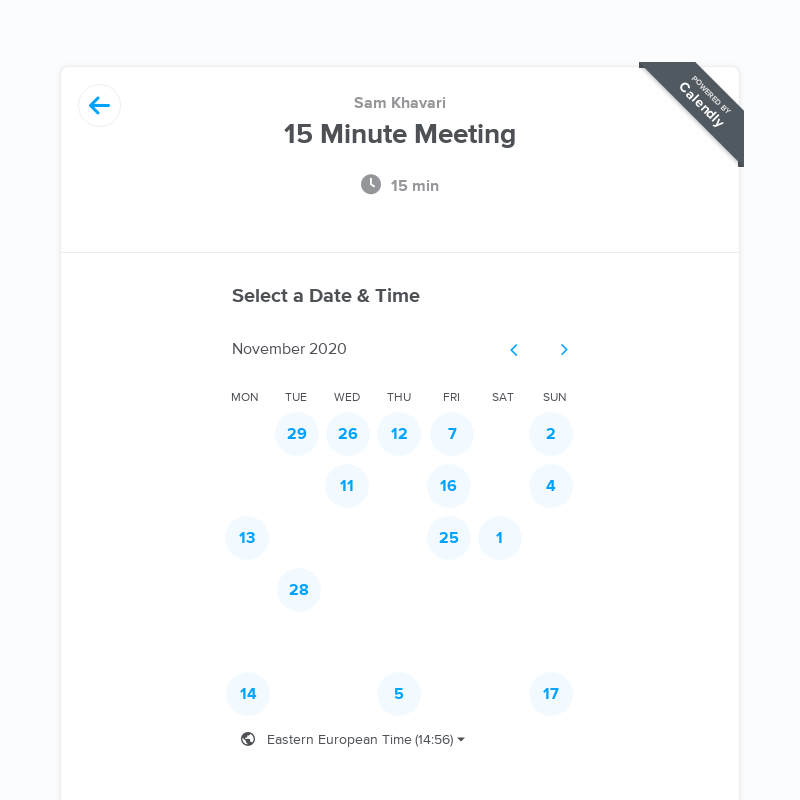 Sam Khavari
POWERED BY
Calendly
15 Minute Meeting
15 min
Select a Date & Time
November 2020
MON TUE WED THU FRI SAT SUN
29 26 12 7 2
11 16 4
13 25 1
28
14 5 17
Eastern European Time (14:56)